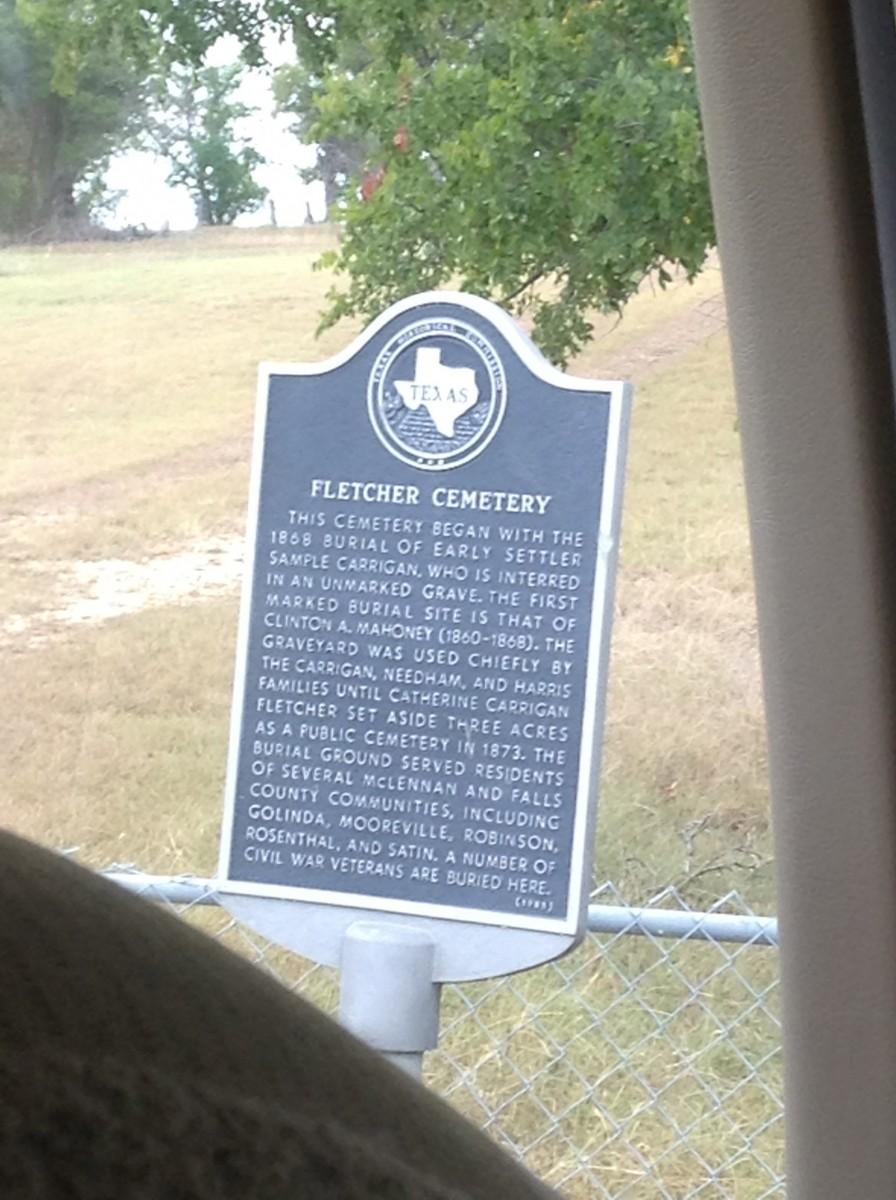 TEXAS HISTORICAL COMMISSION
TEXAS
FLETCHER CEMETERY
THIS CEMETERY BEGAN WITH THE
1868 BURIAL OF EARLY SETTLER
SAMPLE CARRIGAN, WHO IS INTERRED
IN AN UNMARKED GRAVE. THE FIRST
MARKED BURIAL SITE IS THAT OF
CLINTON A. MAHONEY (1860-1868). THE
GRAVEYARD WAS USED CHIEFLY BY
THE CARRIGAN, NEEDHAM, AND HARRIS
FAMILIES UNTIL CATHERINE CARRIGAN
FLETCHER SET ASIDE THREE ACRES
AS A PUBLIC CEMETERY IN 1873. THE
BURIAL GROUND SERVED RESIDENTS
OF SEVERAL McLENNAN AND FALLS
COUNTY COMMUNITIES, INCLUDING
GOLINDA, MOOREVILLE, ROBINSON,
ROSENTHAL, AND SATIN. A NUMBER OF
CIVIL WAR VETERANS ARE BURIED HERE.